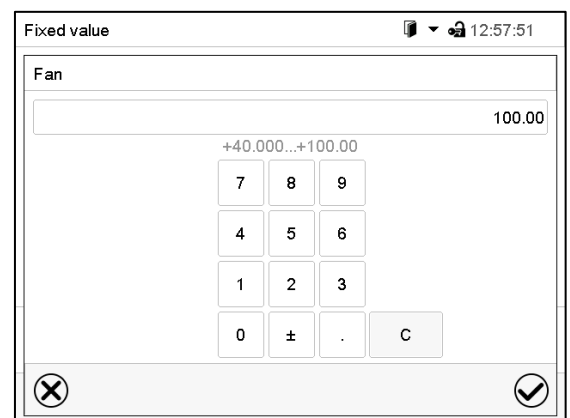 Fixed value 12:57:51
Fan
100.00
+40.000...+100.00
7 8 9
4 5 6
1 2 3
0 ± . C